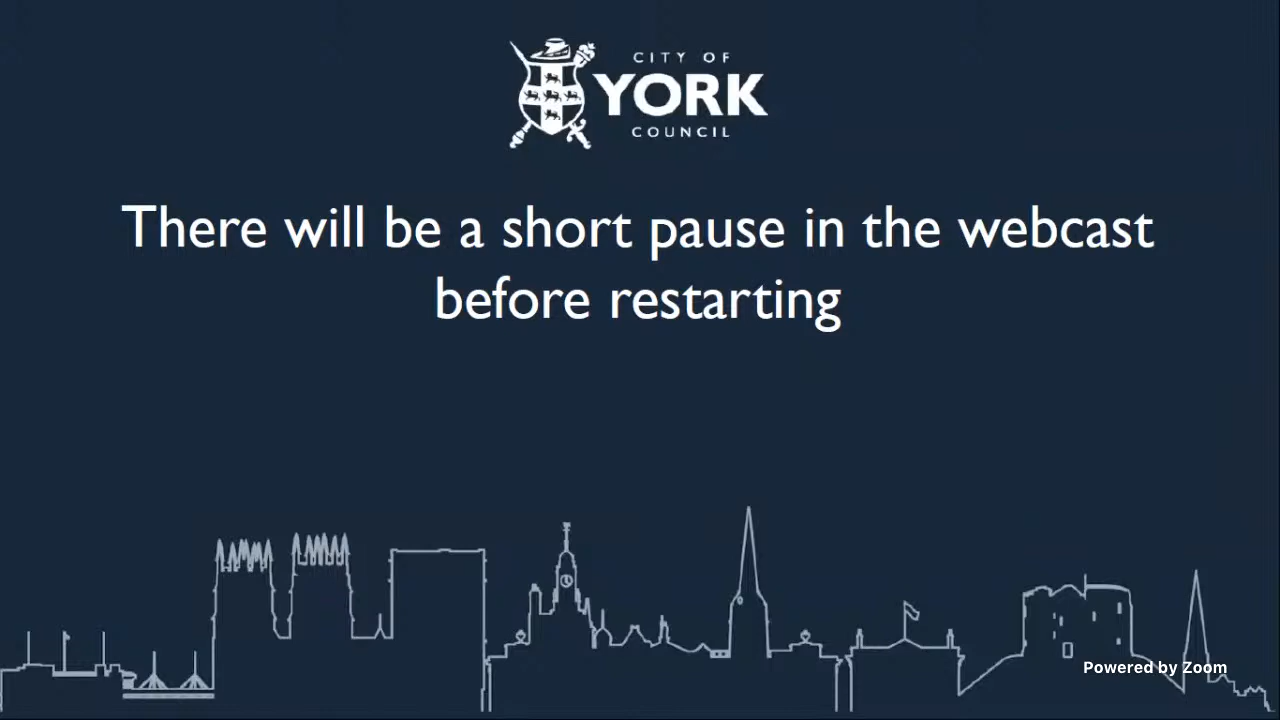 CITY OF
YORK
COUNCIL
There will be a short pause in the webcast
before restarting
Powered by Zoom